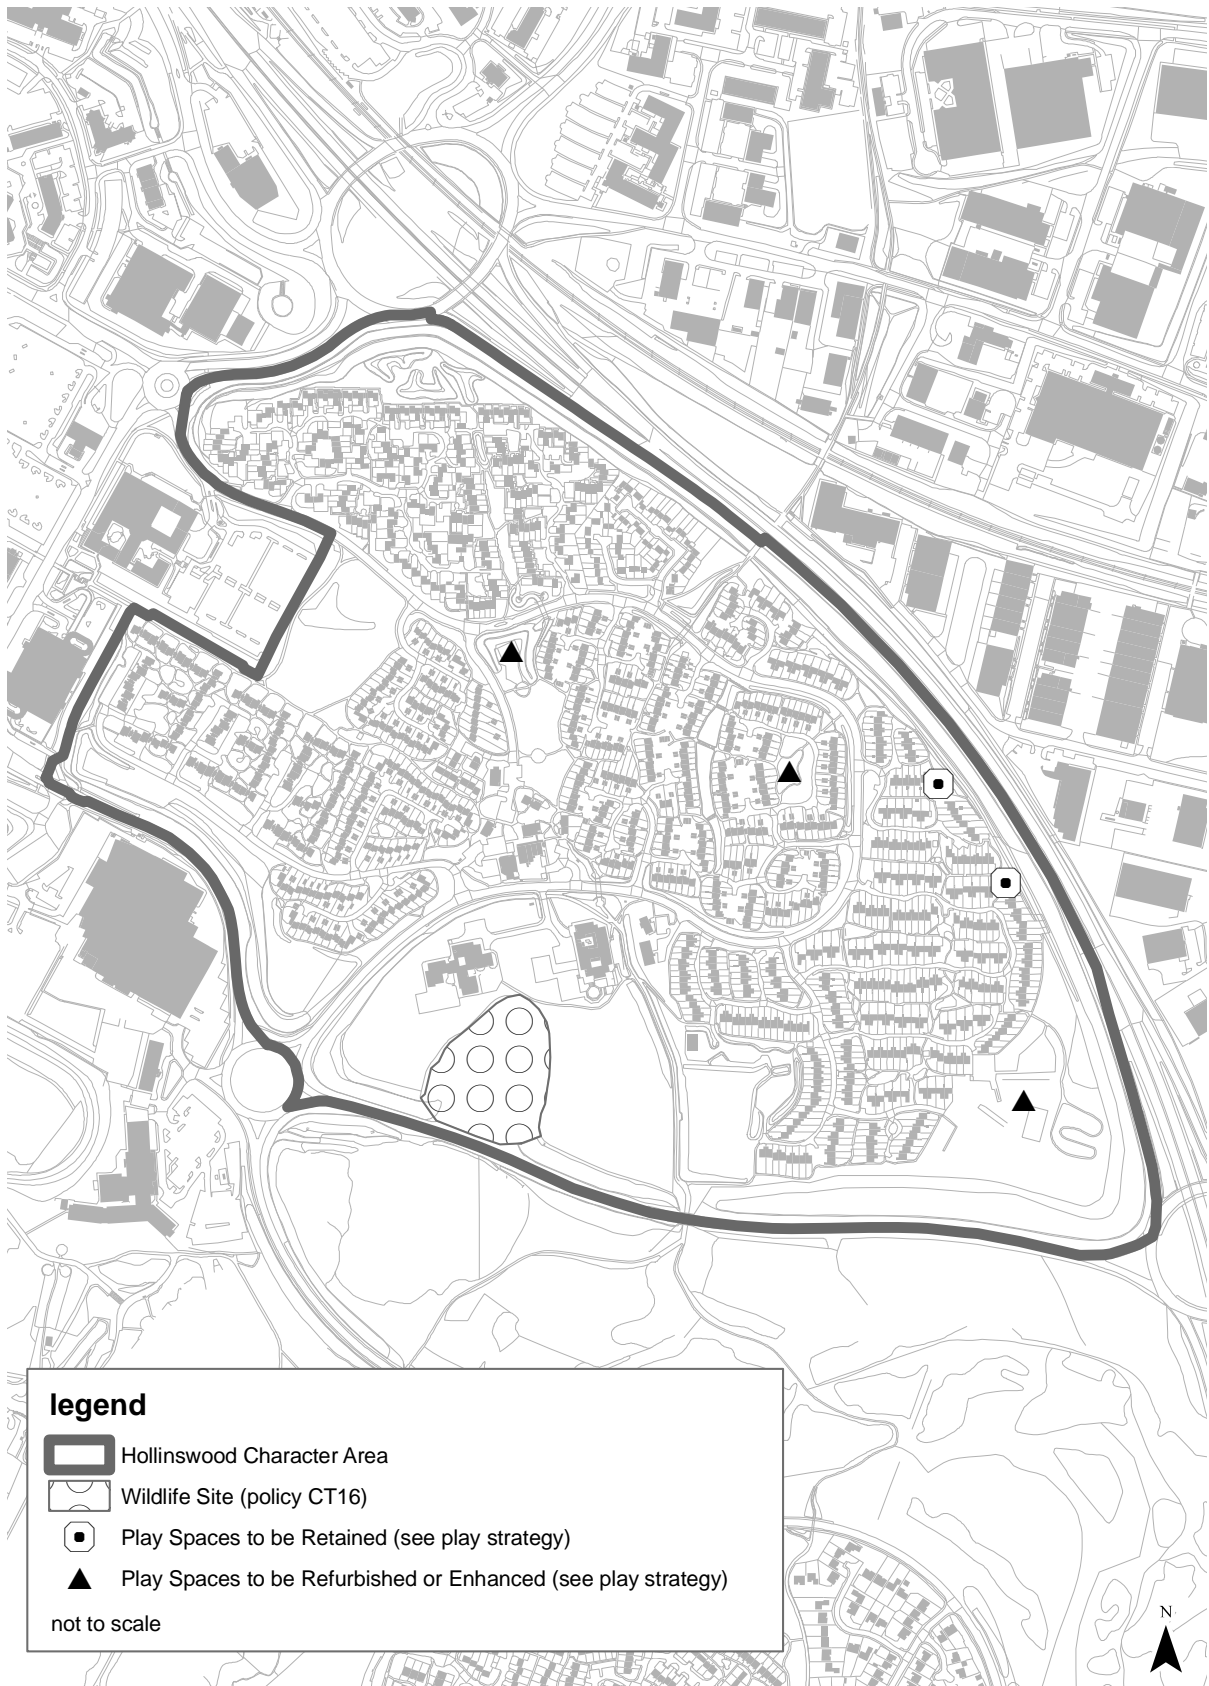 legend
Hollinswood Character Area
Wildlife Site (policy CT16)
Play Spaces to be Retained (see play strategy)
Play Spaces to be Refurbished or Enhanced (see play strategy)
not to scale
N